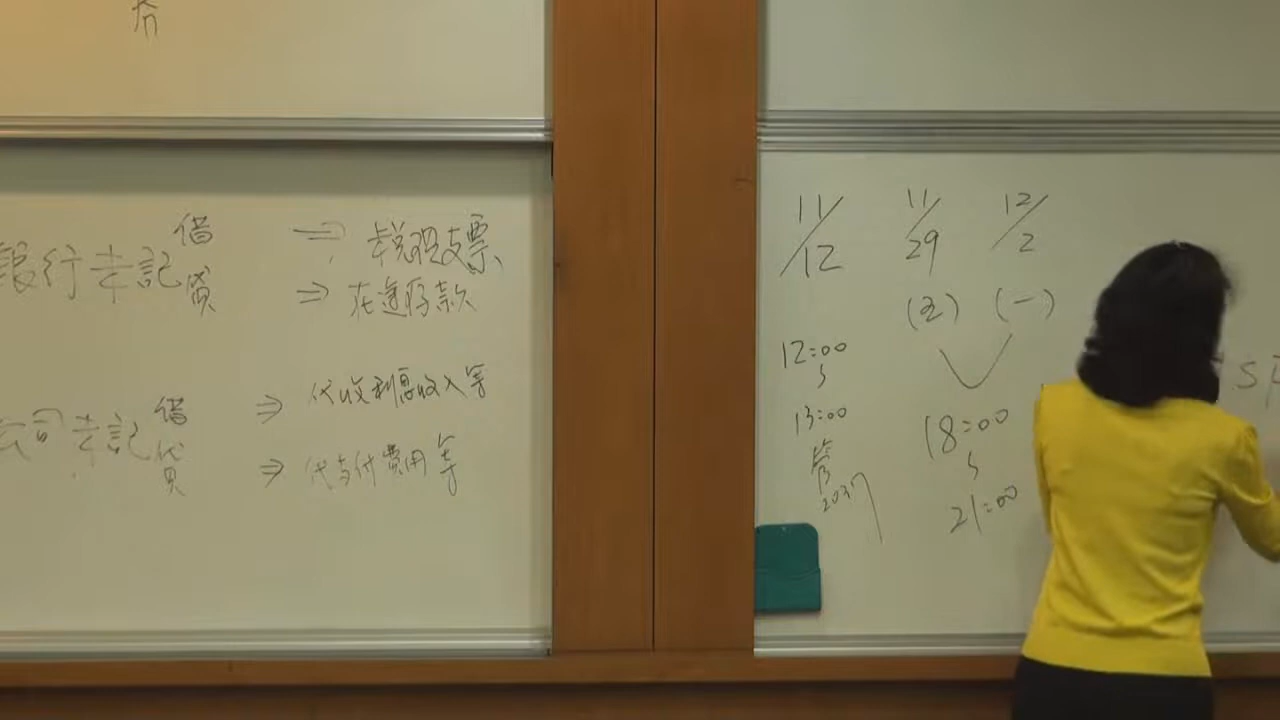 銀行未記 借 ⇒ 未兌現支票
貸 ⇒ 在途存款
公司未記 借 ⇒ 代收利息收入等
貸 ⇒ 代支付費用等
11/12 11/29 12/2
(五) (一)
12:00
13:00
管
18:00
21:00